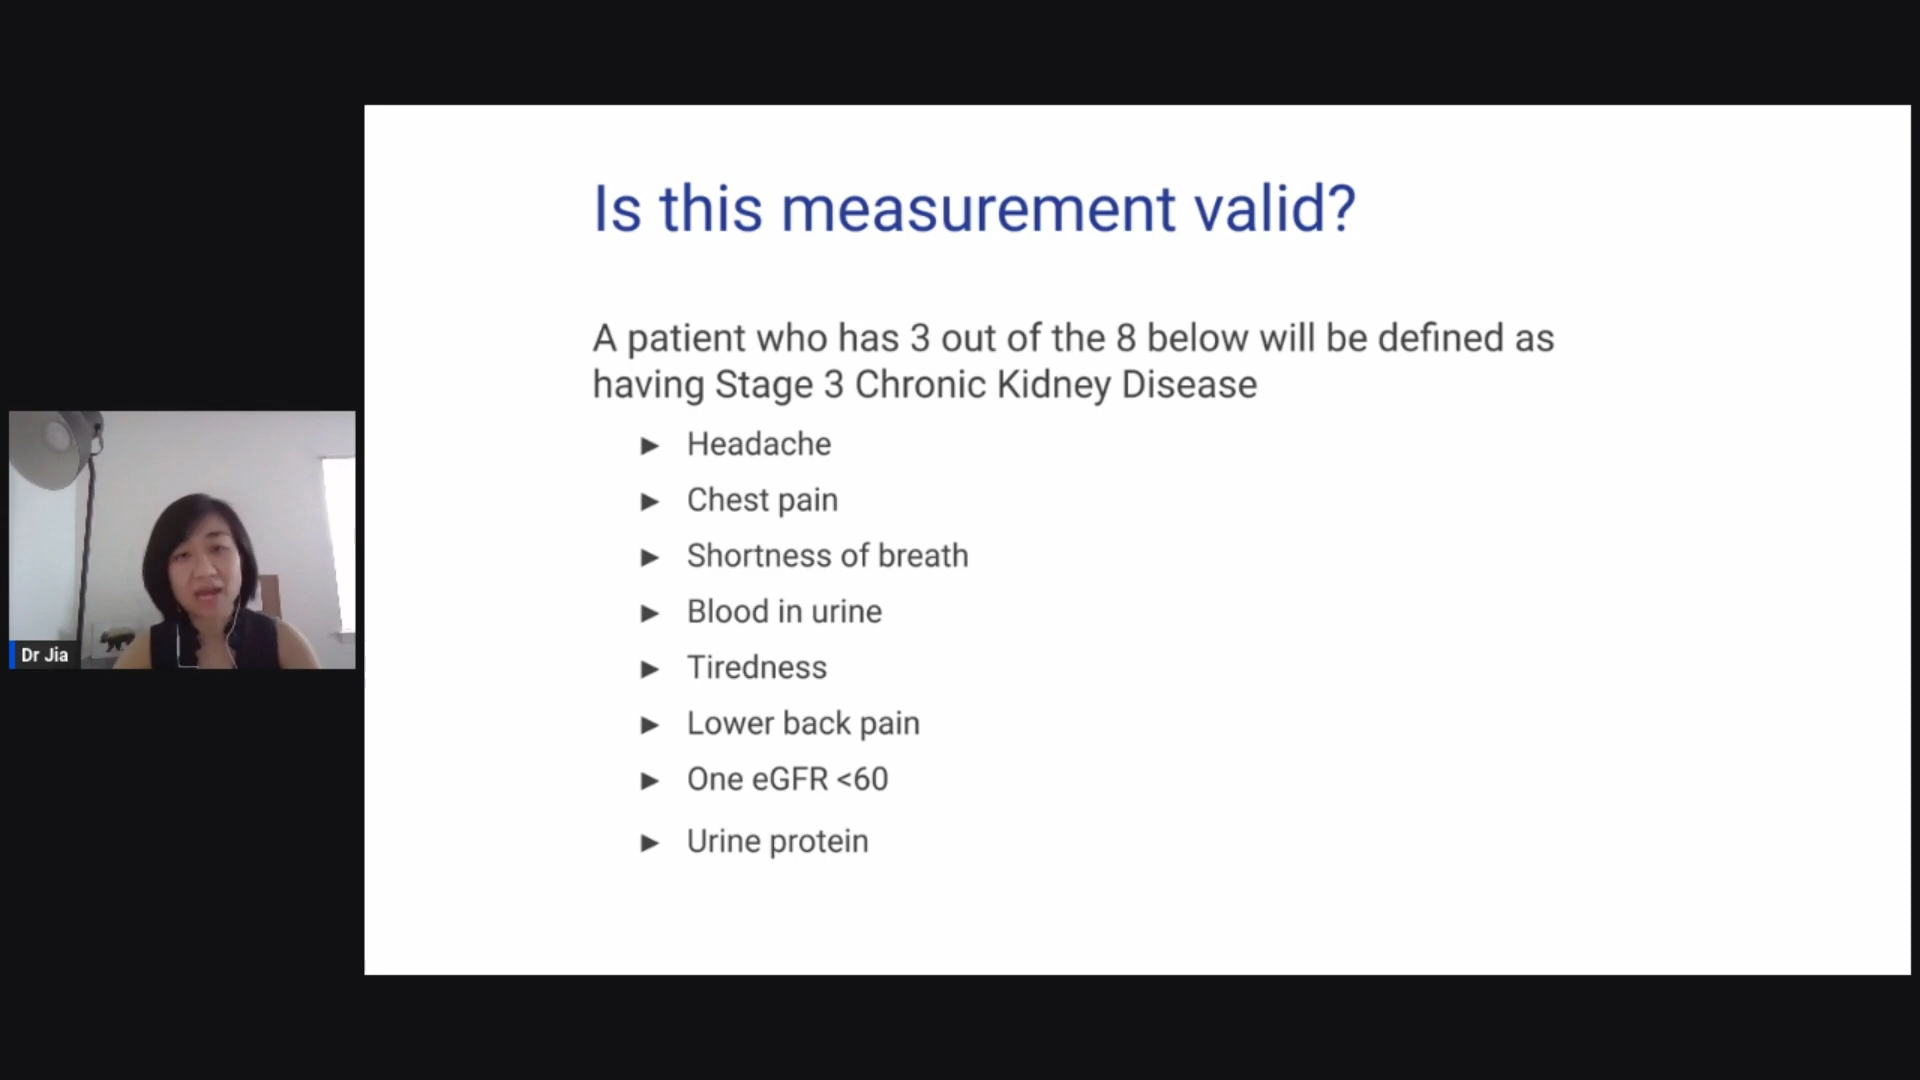 Is this measurement valid?
A patient who has 3 out of the 8 below will be defined as
having Stage 3 Chronic Kidney Disease
► Headache
► Chest pain
► Shortness of breath
► Blood in urine
► Tiredness
► Lower back pain
► One eGFR <60
► Urine protein
Dr Jia